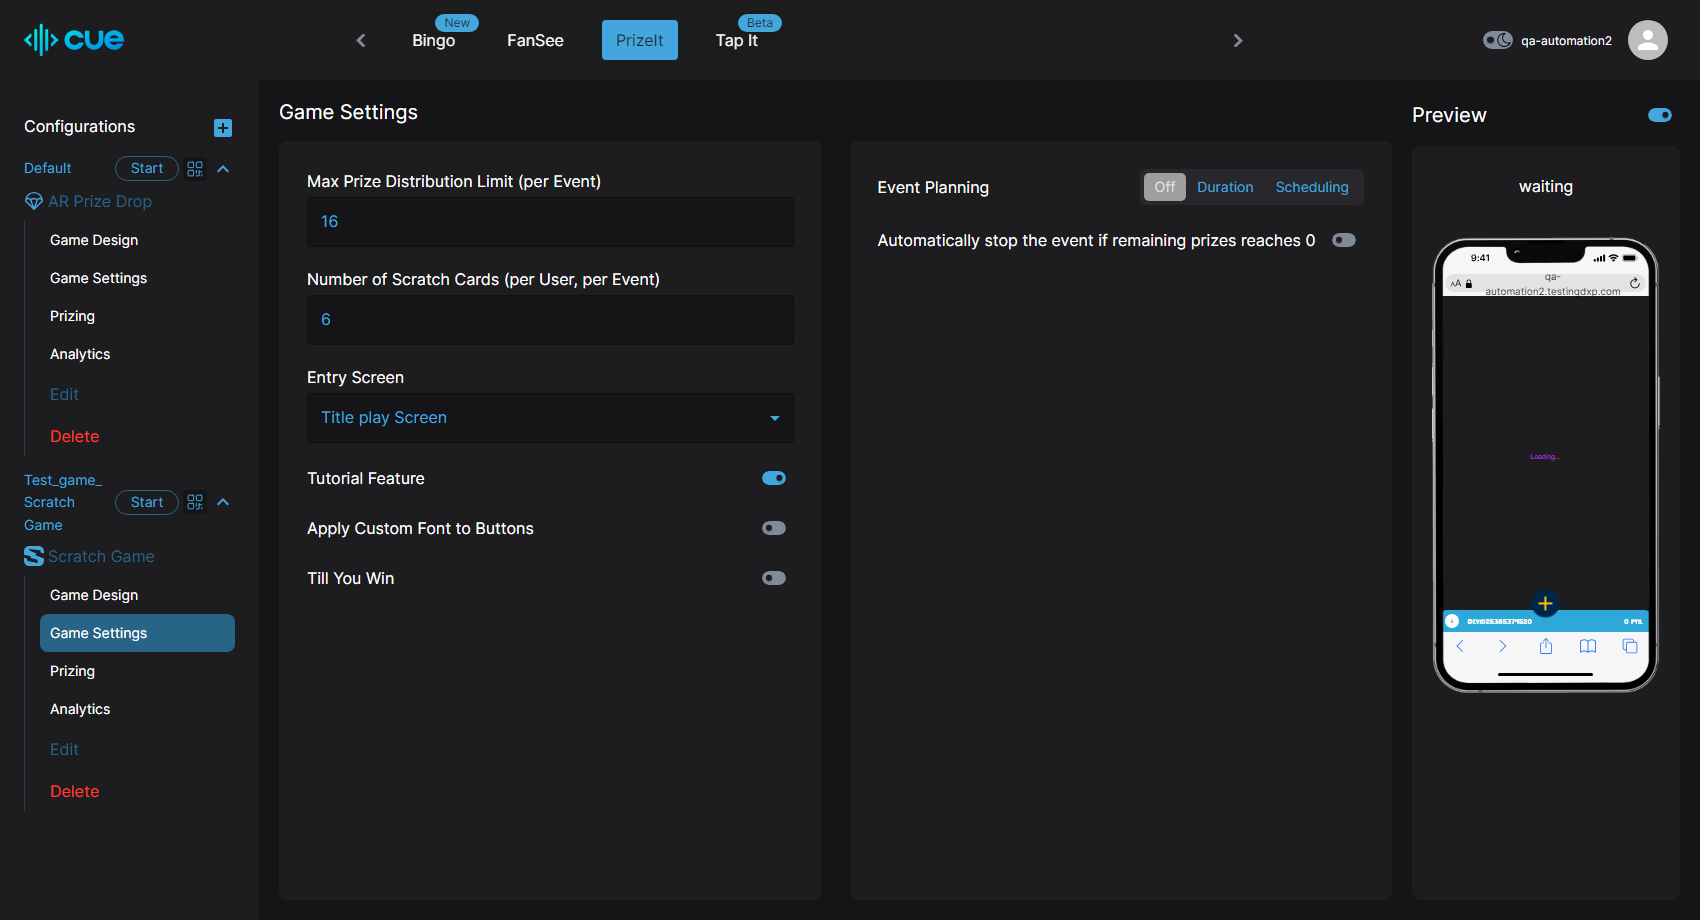 cue
New
Bingo
FanSee
PrizeIt
Beta
Tap It
qa-automation2
Configurations
Default
Start
AR Prize Drop
Game Design
Game Settings
Prizing
Analytics
Edit
Delete
Test_game_
Scratch
Game
Start
Scratch Game
Game Design
Game Settings
Prizing
Analytics
Edit
Delete
Game Settings
Max Prize Distribution Limit (per Event)
16
Number of Scratch Cards (per User, per Event)
6
Entry Screen
Title play Screen
Tutorial Feature
Apply Custom Font to Buttons
Till You Win
Event Planning
Off
Duration
Scheduling
Automatically stop the event if remaining prizes reaches 0
Preview
waiting
9:41
AA
qa-
automation2.testingdxp.com
Loading...
0 PTS.